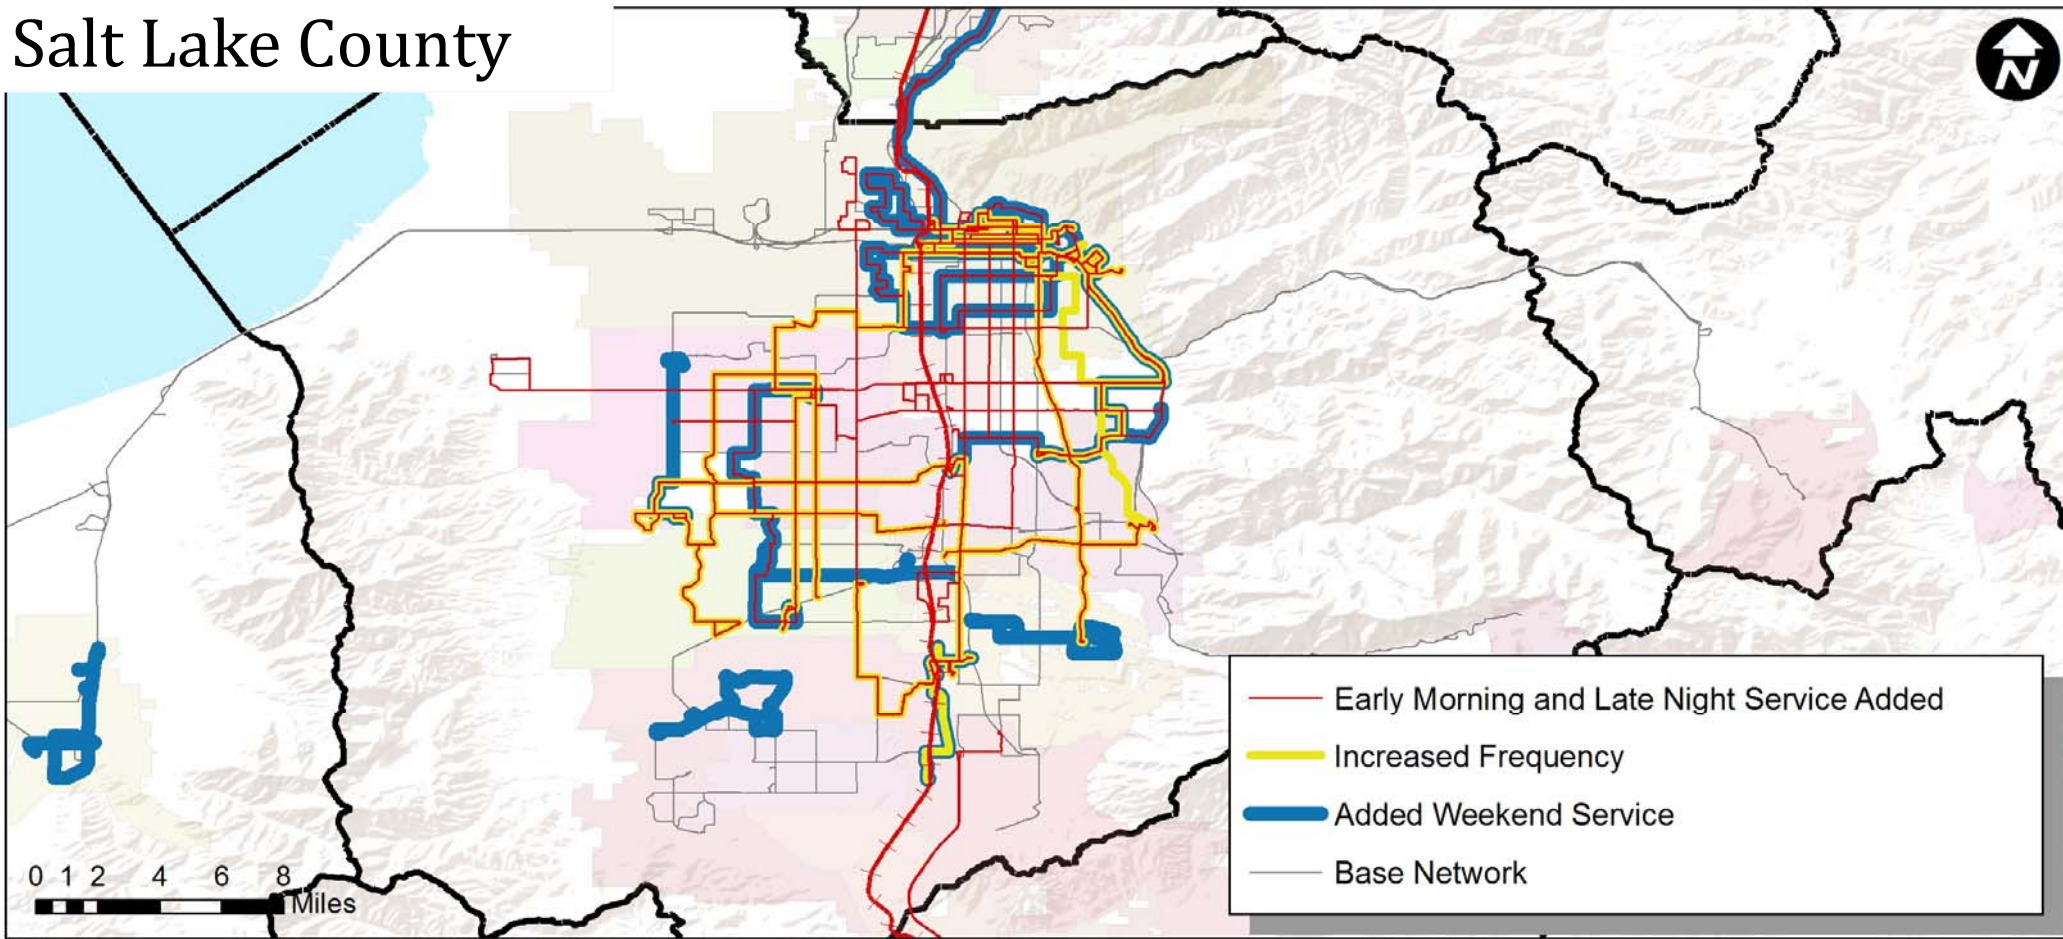 Salt Lake County
N
Early Morning and Late Night Service Added
Increased Frequency
Added Weekend Service
Base Network
0 1 2 4 6 8
Miles